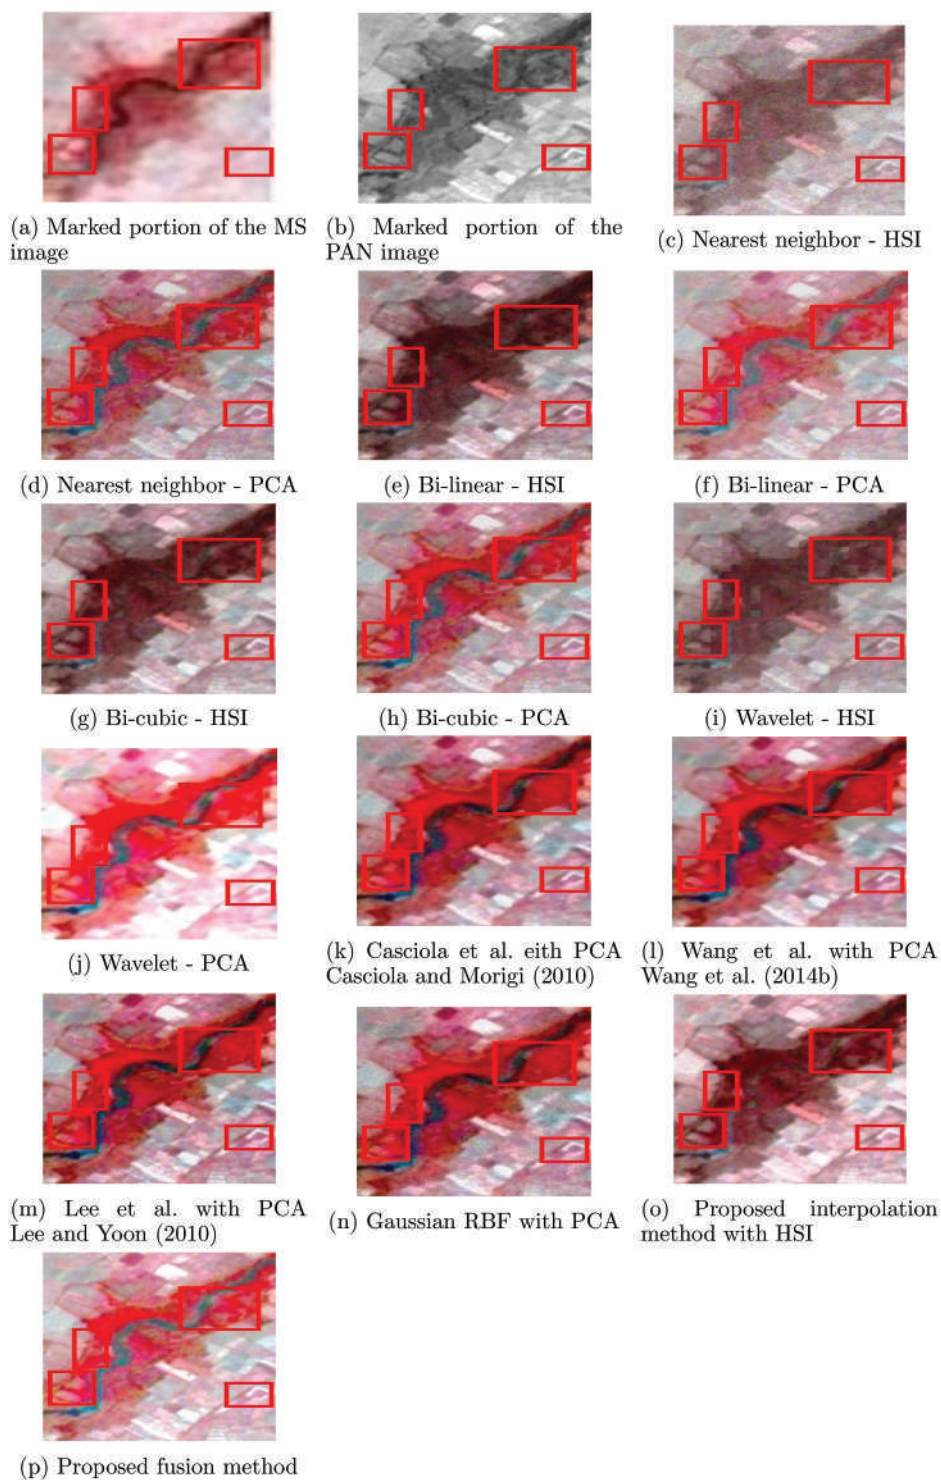 (a) Marked portion of the MS
image
(b) Marked portion of the
PAN image
(c) Nearest neighbor - HSI
(d) Nearest neighbor - PCA
(e) Bi-linear - HSI
(f) Bi-linear - PCA
(g) Bi-cubic - HSI
(h) Bi-cubic - PCA
(i) Wavelet - HSI
(j) Wavelet - PCA
(k) Casciola et al. eith PCA
Casciola and Morigi (2010)
(l) Wang et al. with PCA
Wang et al. (2014b)
(m) Lee et al. with PCA
Lee and Yoon (2010)
(n) Gaussian RBF with PCA
(o) Proposed interpolation
method with HSI
(p) Proposed fusion method